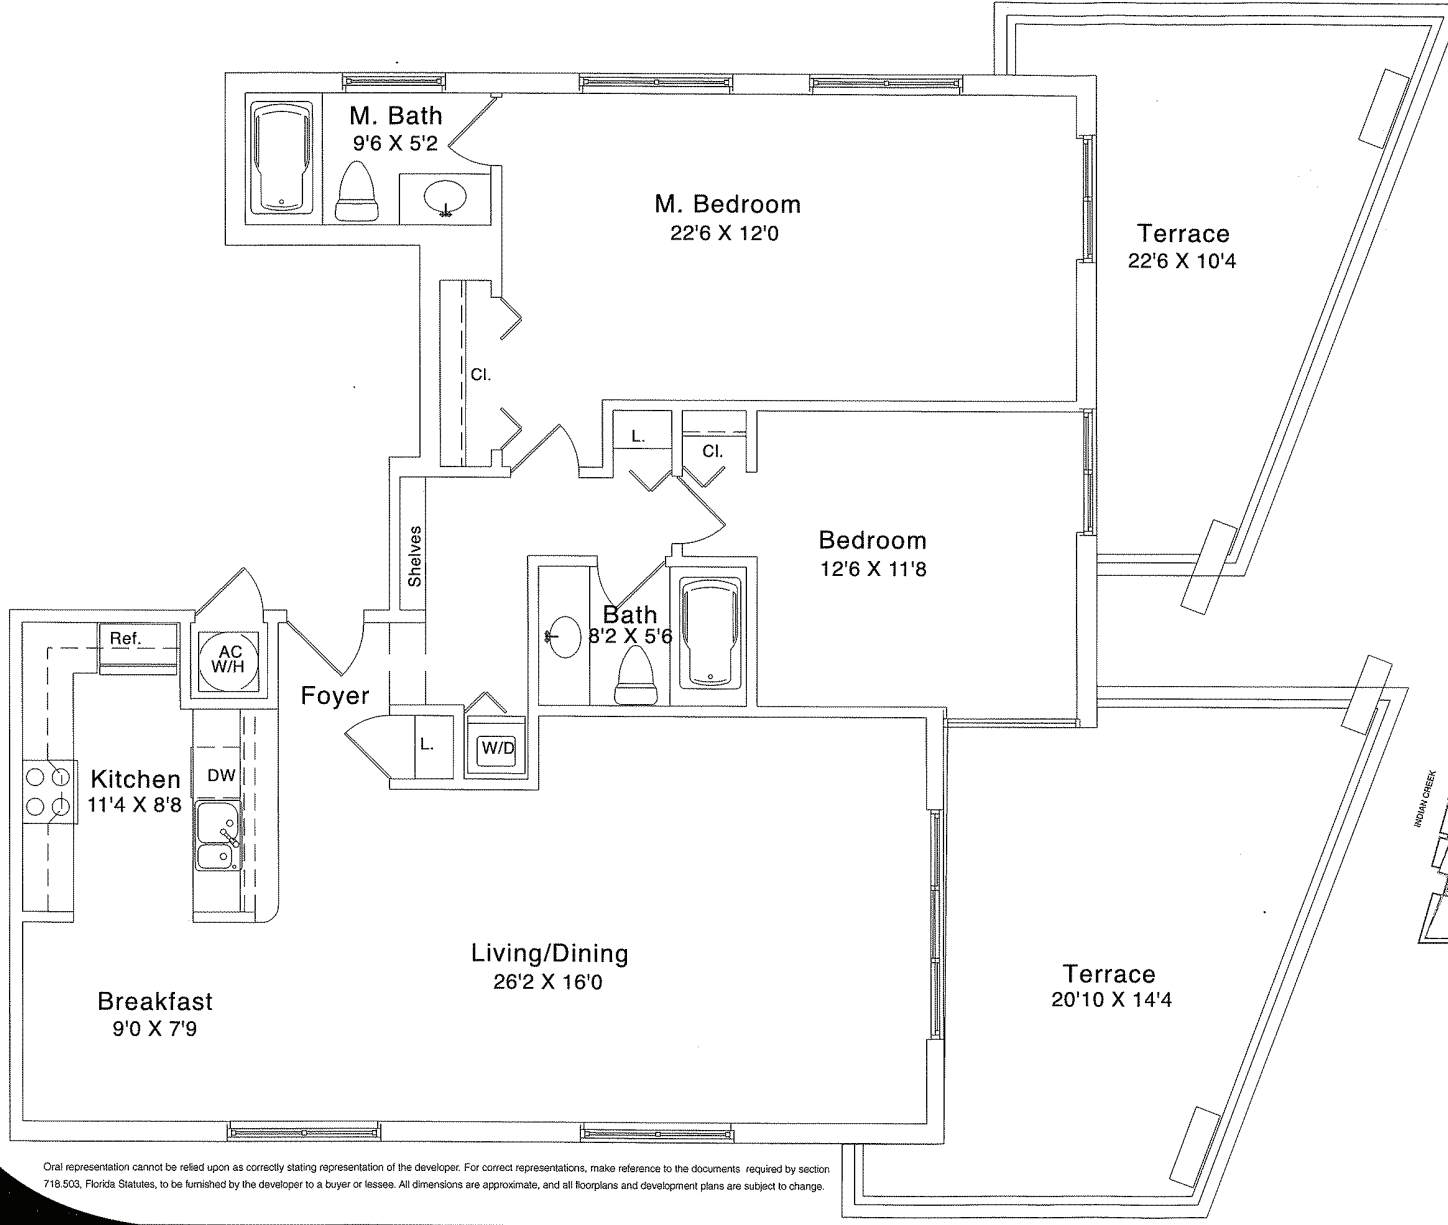 M. Bath
9'6 X 5'2
M. Bedroom
22'6 X 12'0
Terrace
22'6 X 10'4
Cl.
L.
Cl.
Shelves
Bedroom
12'6 X 11'8
Bath
8'2 X 5'6
Ref.
AC
W/H
Foyer
L.
W/D
Kitchen
11'4 X 8'8
DW
INDIAN CREEK
Living/Dining
26'2 X 16'0
Terrace
20'10 X 14'4
Breakfast
9'0 X 7'9
Oral representation cannot be relied upon as correctly stating representation of the developer. For correct representations, make reference to the documents required by section
718.503, Florida Statutes, to be furnished by the developer to a buyer or lessee. All dimensions are approximate, and all floorplans and development plans are subject to change.